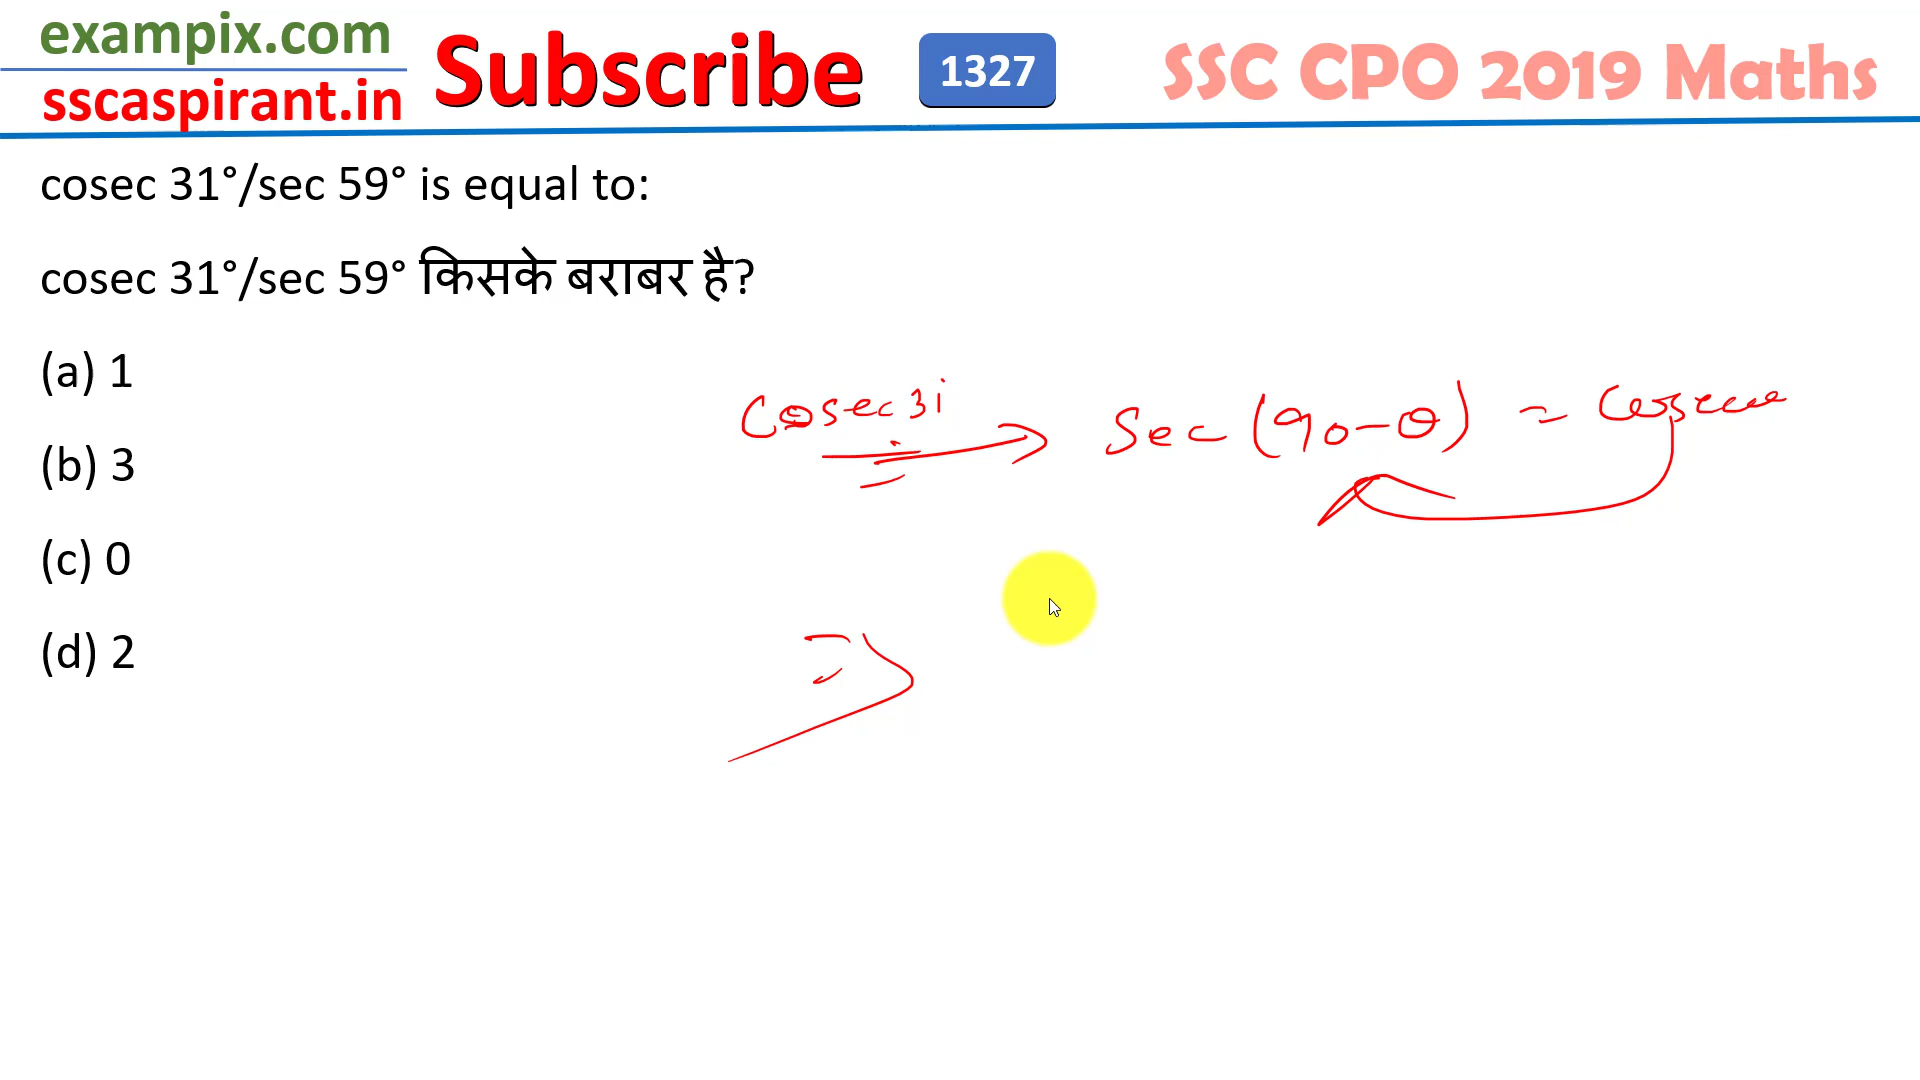 exampix.com
sscaspirant.in
Subscribe
1327
SSC CPO 2019 Maths
cosec 31°/sec 59° is equal to:
cosec 31°/sec 59° किसके बराबर है?
(a) 1
(b) 3
(c) 0
(d) 2
Cosec 31
Sec (90-θ) =